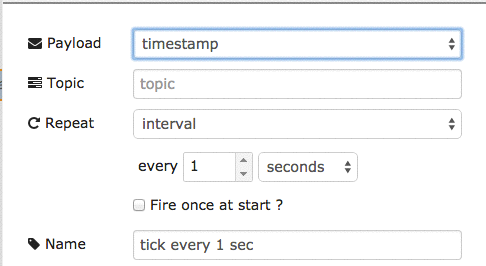 Payload timestamp
Topic topic
Repeat interval
every 1 seconds
Fire once at start ?
Name tick every 1 sec